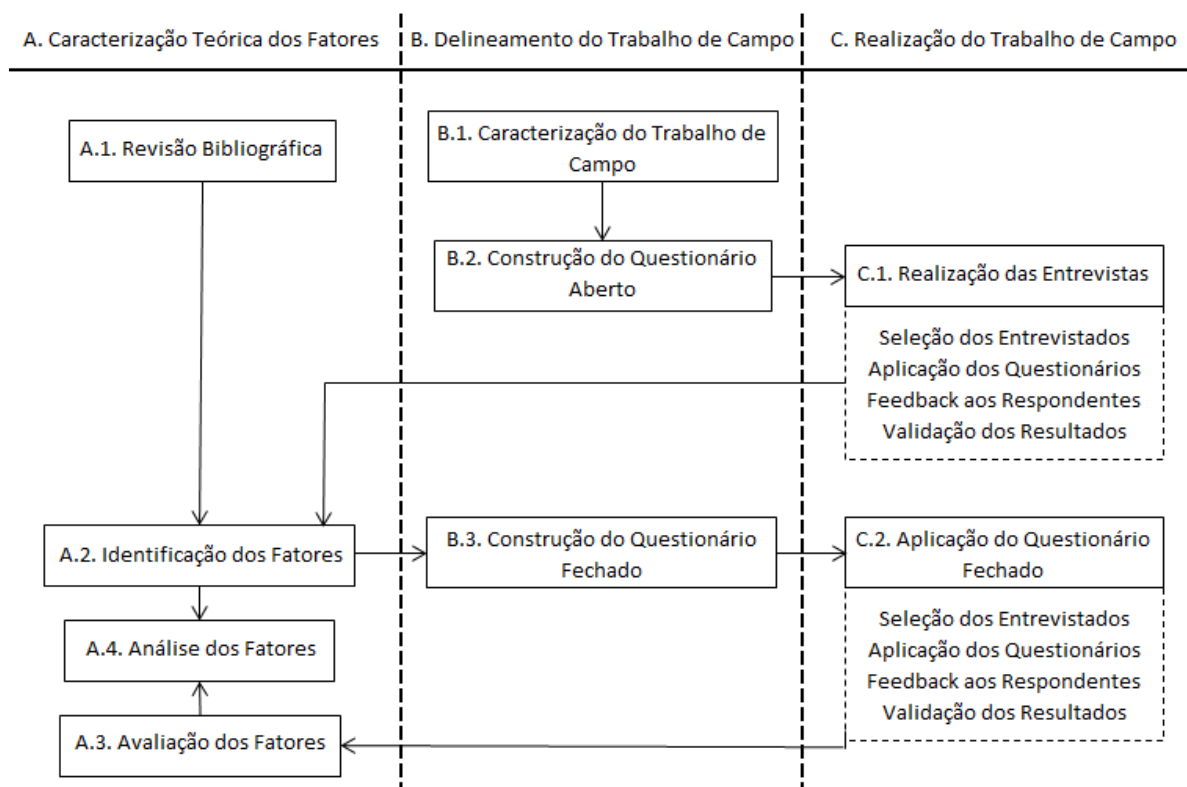 A. Caracterização Teórica dos Fatores
B. Delineamento do Trabalho de Campo
C. Realização do Trabalho de Campo
A.1. Revisão Bibliográfica
B.1. Caracterização do Trabalho de
Campo
B.2. Construção do Questionário
Aberto
C.1. Realização das Entrevistas
Seleção dos Entrevistados
Aplicação dos Questionários
Feedback aos Respondentes
Validação dos Resultados
A.2. Identificação dos Fatores
B.3. Construção do Questionário
Fechado
C.2. Aplicação do Questionário
Fechado
Seleção dos Entrevistados
Aplicação dos Questionários
Feedback aos Respondentes
Validação dos Resultados
A.4. Análise dos Fatores
A.3. Avaliação dos Fatores